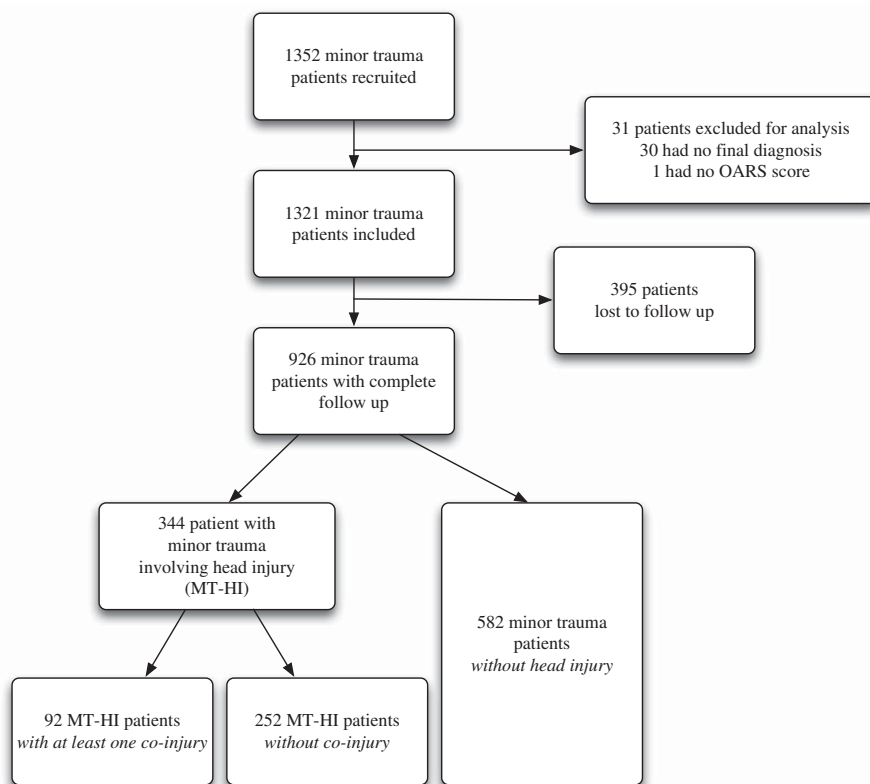 1352 minor trauma
patients recruited
31 patients excluded for analysis
30 had no final diagnosis
1 had no OARS score
1321 minor trauma
patients included
395 patients
lost to follow up
926 minor trauma
patients with complete
follow up
344 patient with
minor trauma
involving head injury
(MT-HI)
582 minor trauma
patients
without head injury
92 MT-HI patients
with at least one co-injury
252 MT-HI patients
without co-injury